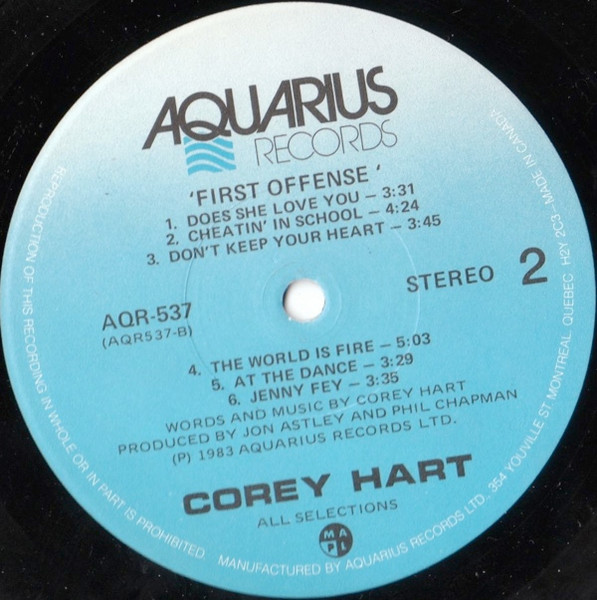 AQUARIUS
RECORDS
'FIRST OFFENSE'
1. DOES SHE LOVE YOU – 3:31
2. CHEATIN' IN SCHOOL – 4:24
3. DON'T KEEP YOUR HEART – 3:45
STEREO 2
AQR-537
(AQR537-B)
4. THE WORLD IS FIRE – 5:03
5. AT THE DANCE – 3:29
6. JENNY FEY – 3:35
WORDS AND MUSIC BY COREY HART
PRODUCED BY JON ASTLEY AND PHIL CHAPMAN
(P) 1983 AQUARIUS RECORDS LTD.
COREY HART
ALL SELECTIONS
M A P L
REPRODUCTION OF THIS RECORDING IN WHOLE OR IN PART IS PROHIBITED
MANUFACTURED BY AQUARIUS RECORDS LTD., 354 YOUVILLE ST. MONTREAL QUEBEC H2Y 2C3–MADE IN CANADA